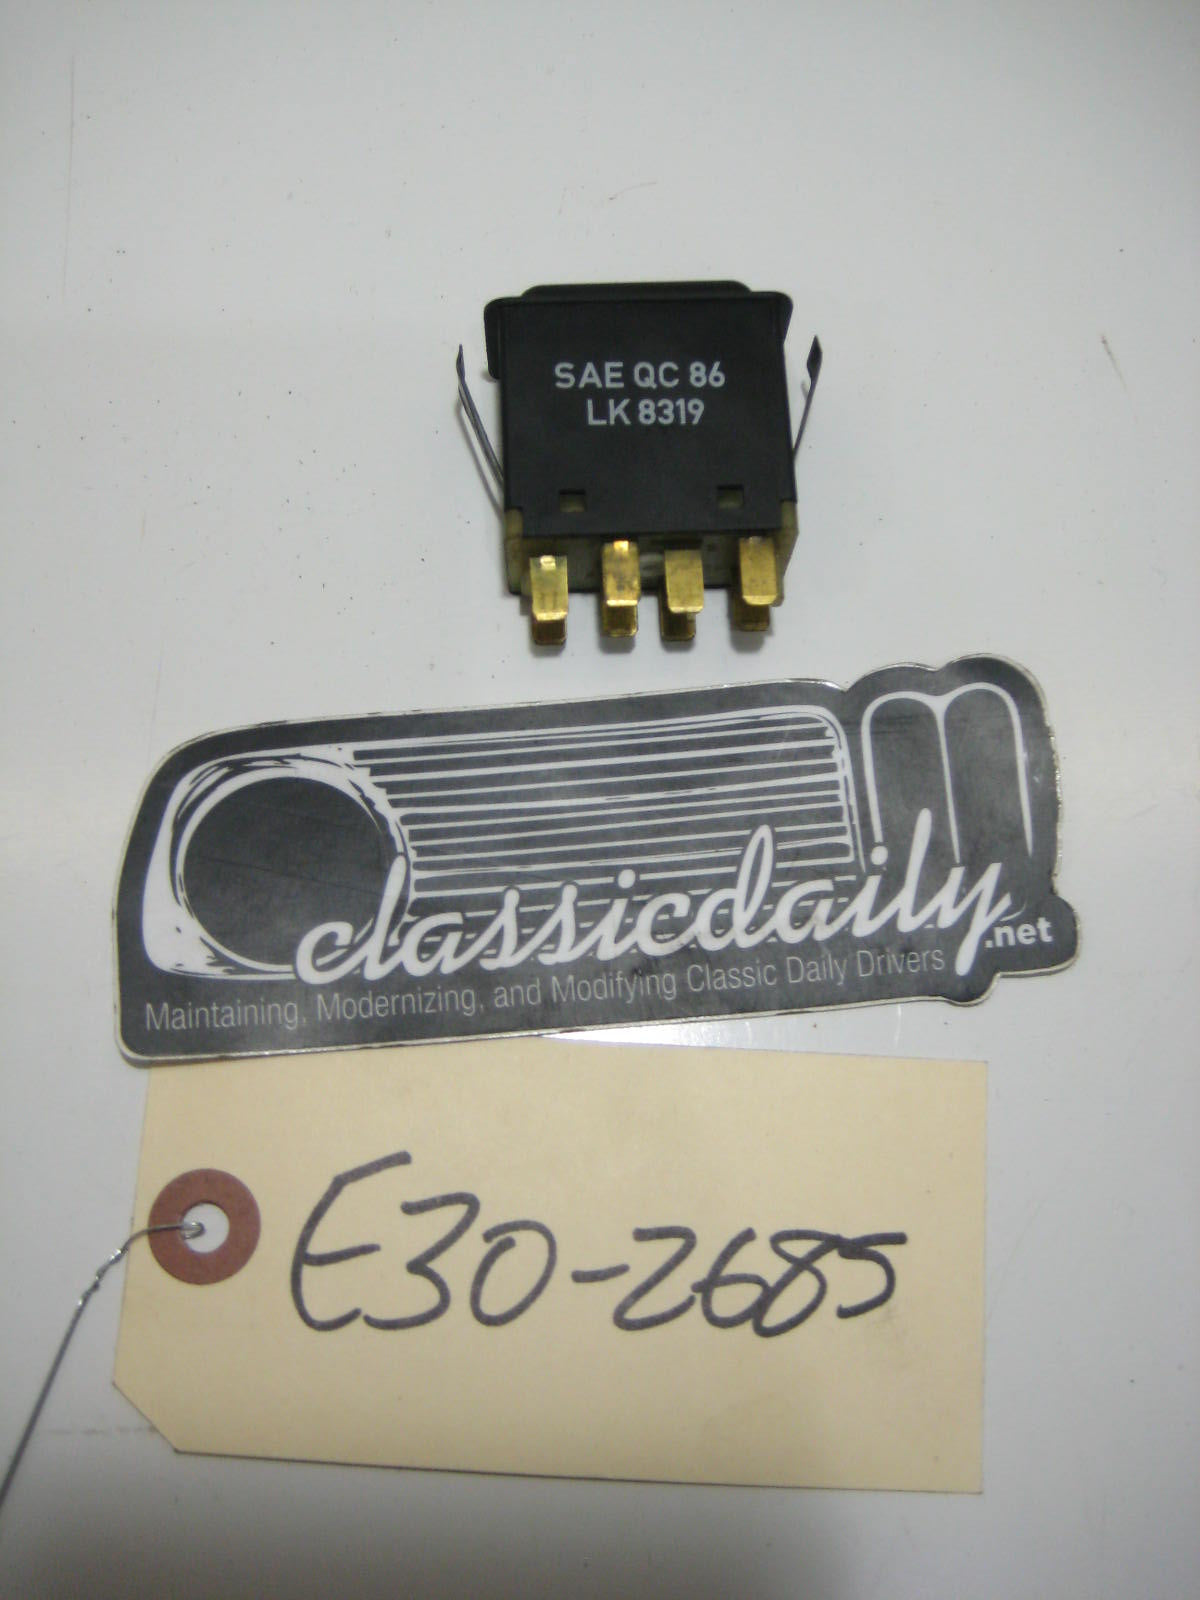 SAE QC 86
LK 8319
classicdaily.net
Maintaining, Modernizing, and Modifying Classic Daily Drivers
E30-2685